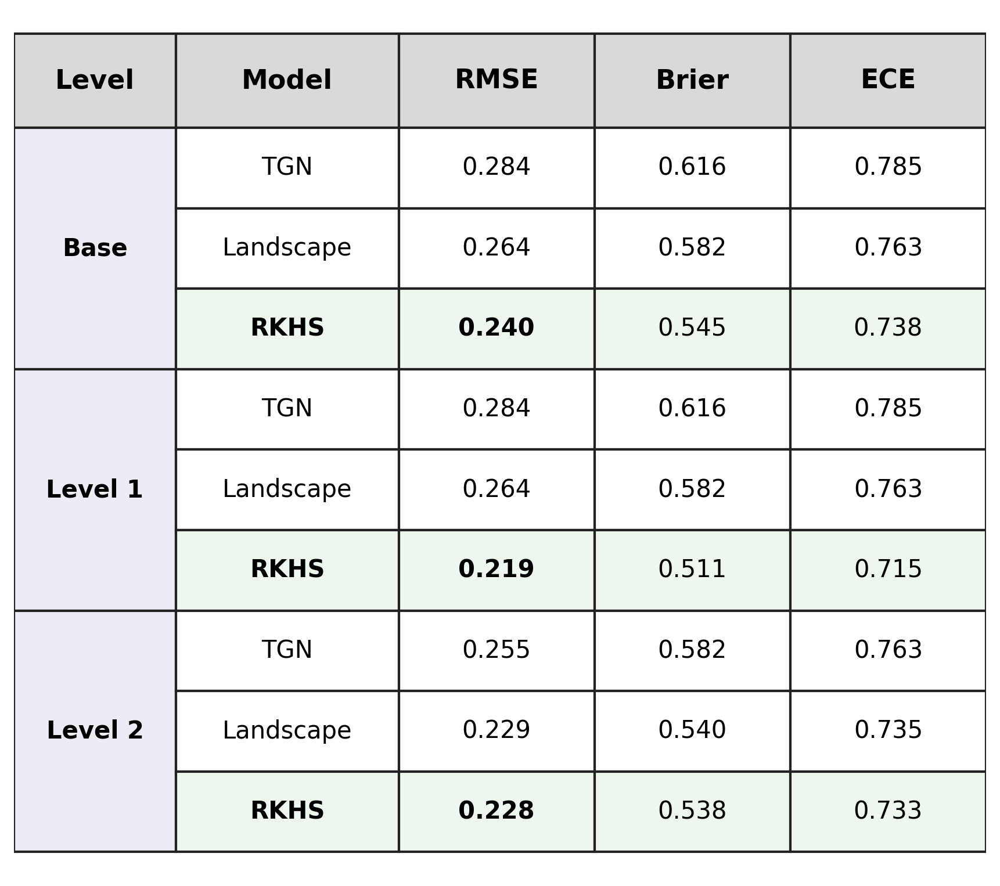 Level Model RMSE Brier ECE
Base
TGN 0.284 0.616 0.785
Landscape 0.264 0.582 0.763
RKHS 0.240 0.545 0.738
Level 1
TGN 0.284 0.616 0.785
Landscape 0.264 0.582 0.763
RKHS 0.219 0.511 0.715
Level 2
TGN 0.255 0.582 0.763
Landscape 0.229 0.540 0.735
RKHS 0.228 0.538 0.733